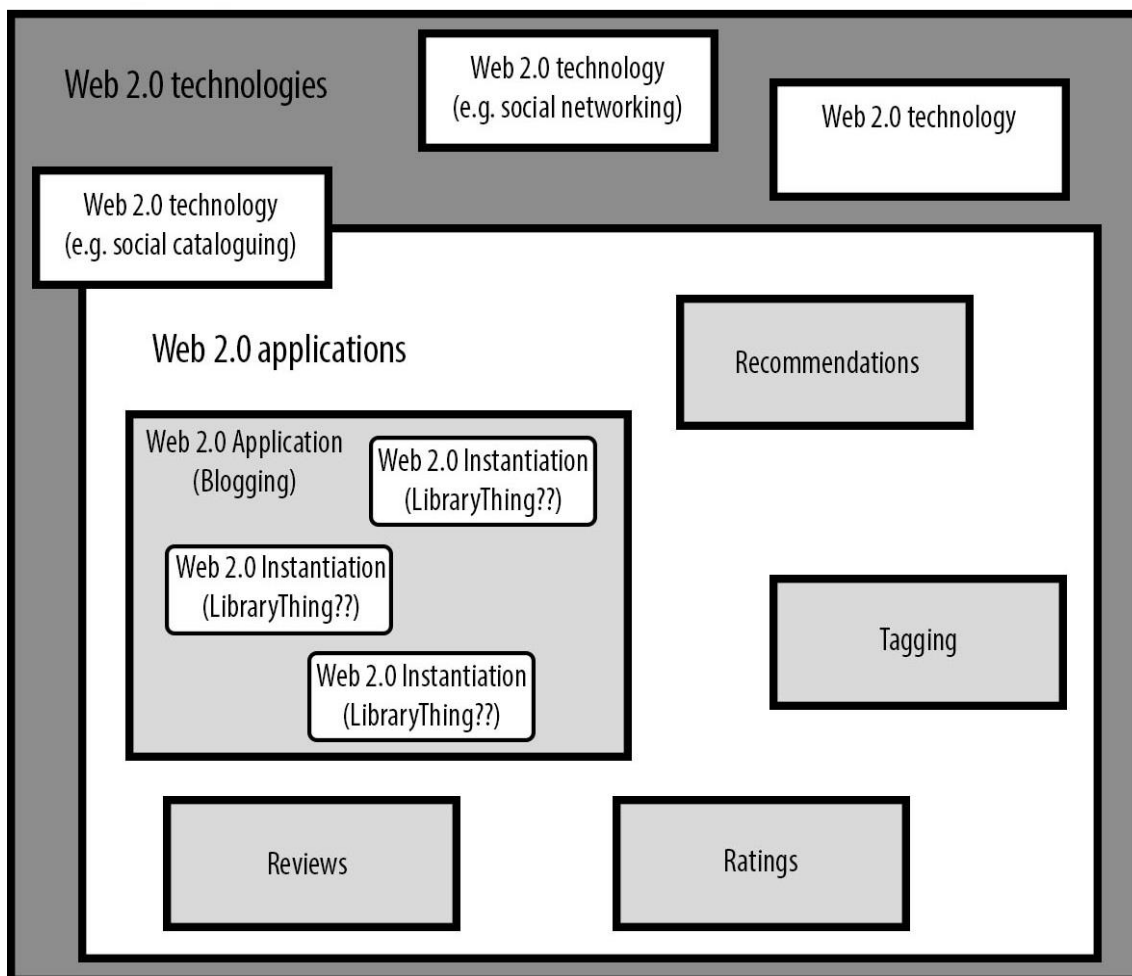 Web 2.0 technologies
Web 2.0 technology
(e.g. social networking)
Web 2.0 technology
Web 2.0 technology
(e.g. social cataloguing)
Web 2.0 applications
Recommendations
Web 2.0 Application
(Blogging)
Web 2.0 Instantiation
(LibraryThing??)
Web 2.0 Instantiation
(LibraryThing??)
Web 2.0 Instantiation
(LibraryThing??)
Tagging
Reviews
Ratings